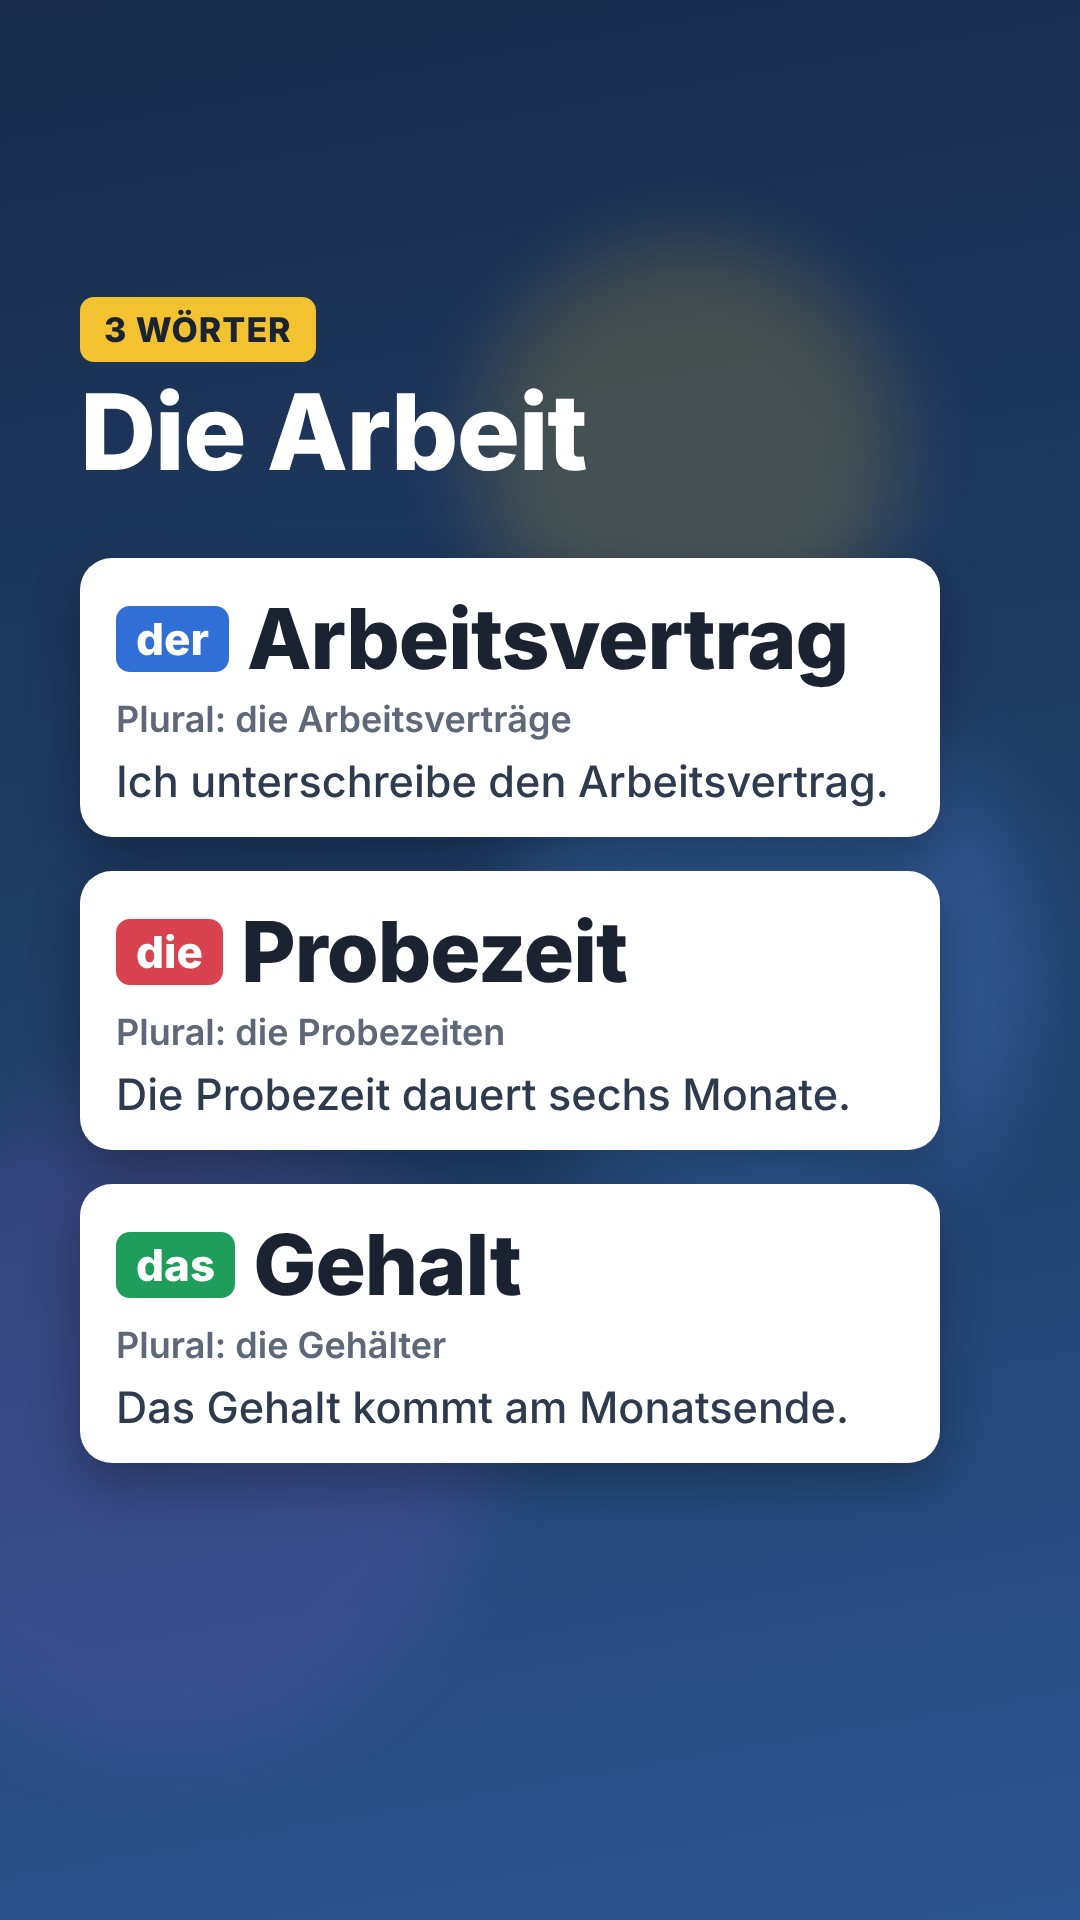 3 WÖRTER
Die Arbeit
der Arbeitsvertrag
Plural: die Arbeitsverträge
Ich unterschreibe den Arbeitsvertrag.
die Probezeit
Plural: die Probezeiten
Die Probezeit dauert sechs Monate.
das Gehalt
Plural: die Gehälter
Das Gehalt kommt am Monatsende.